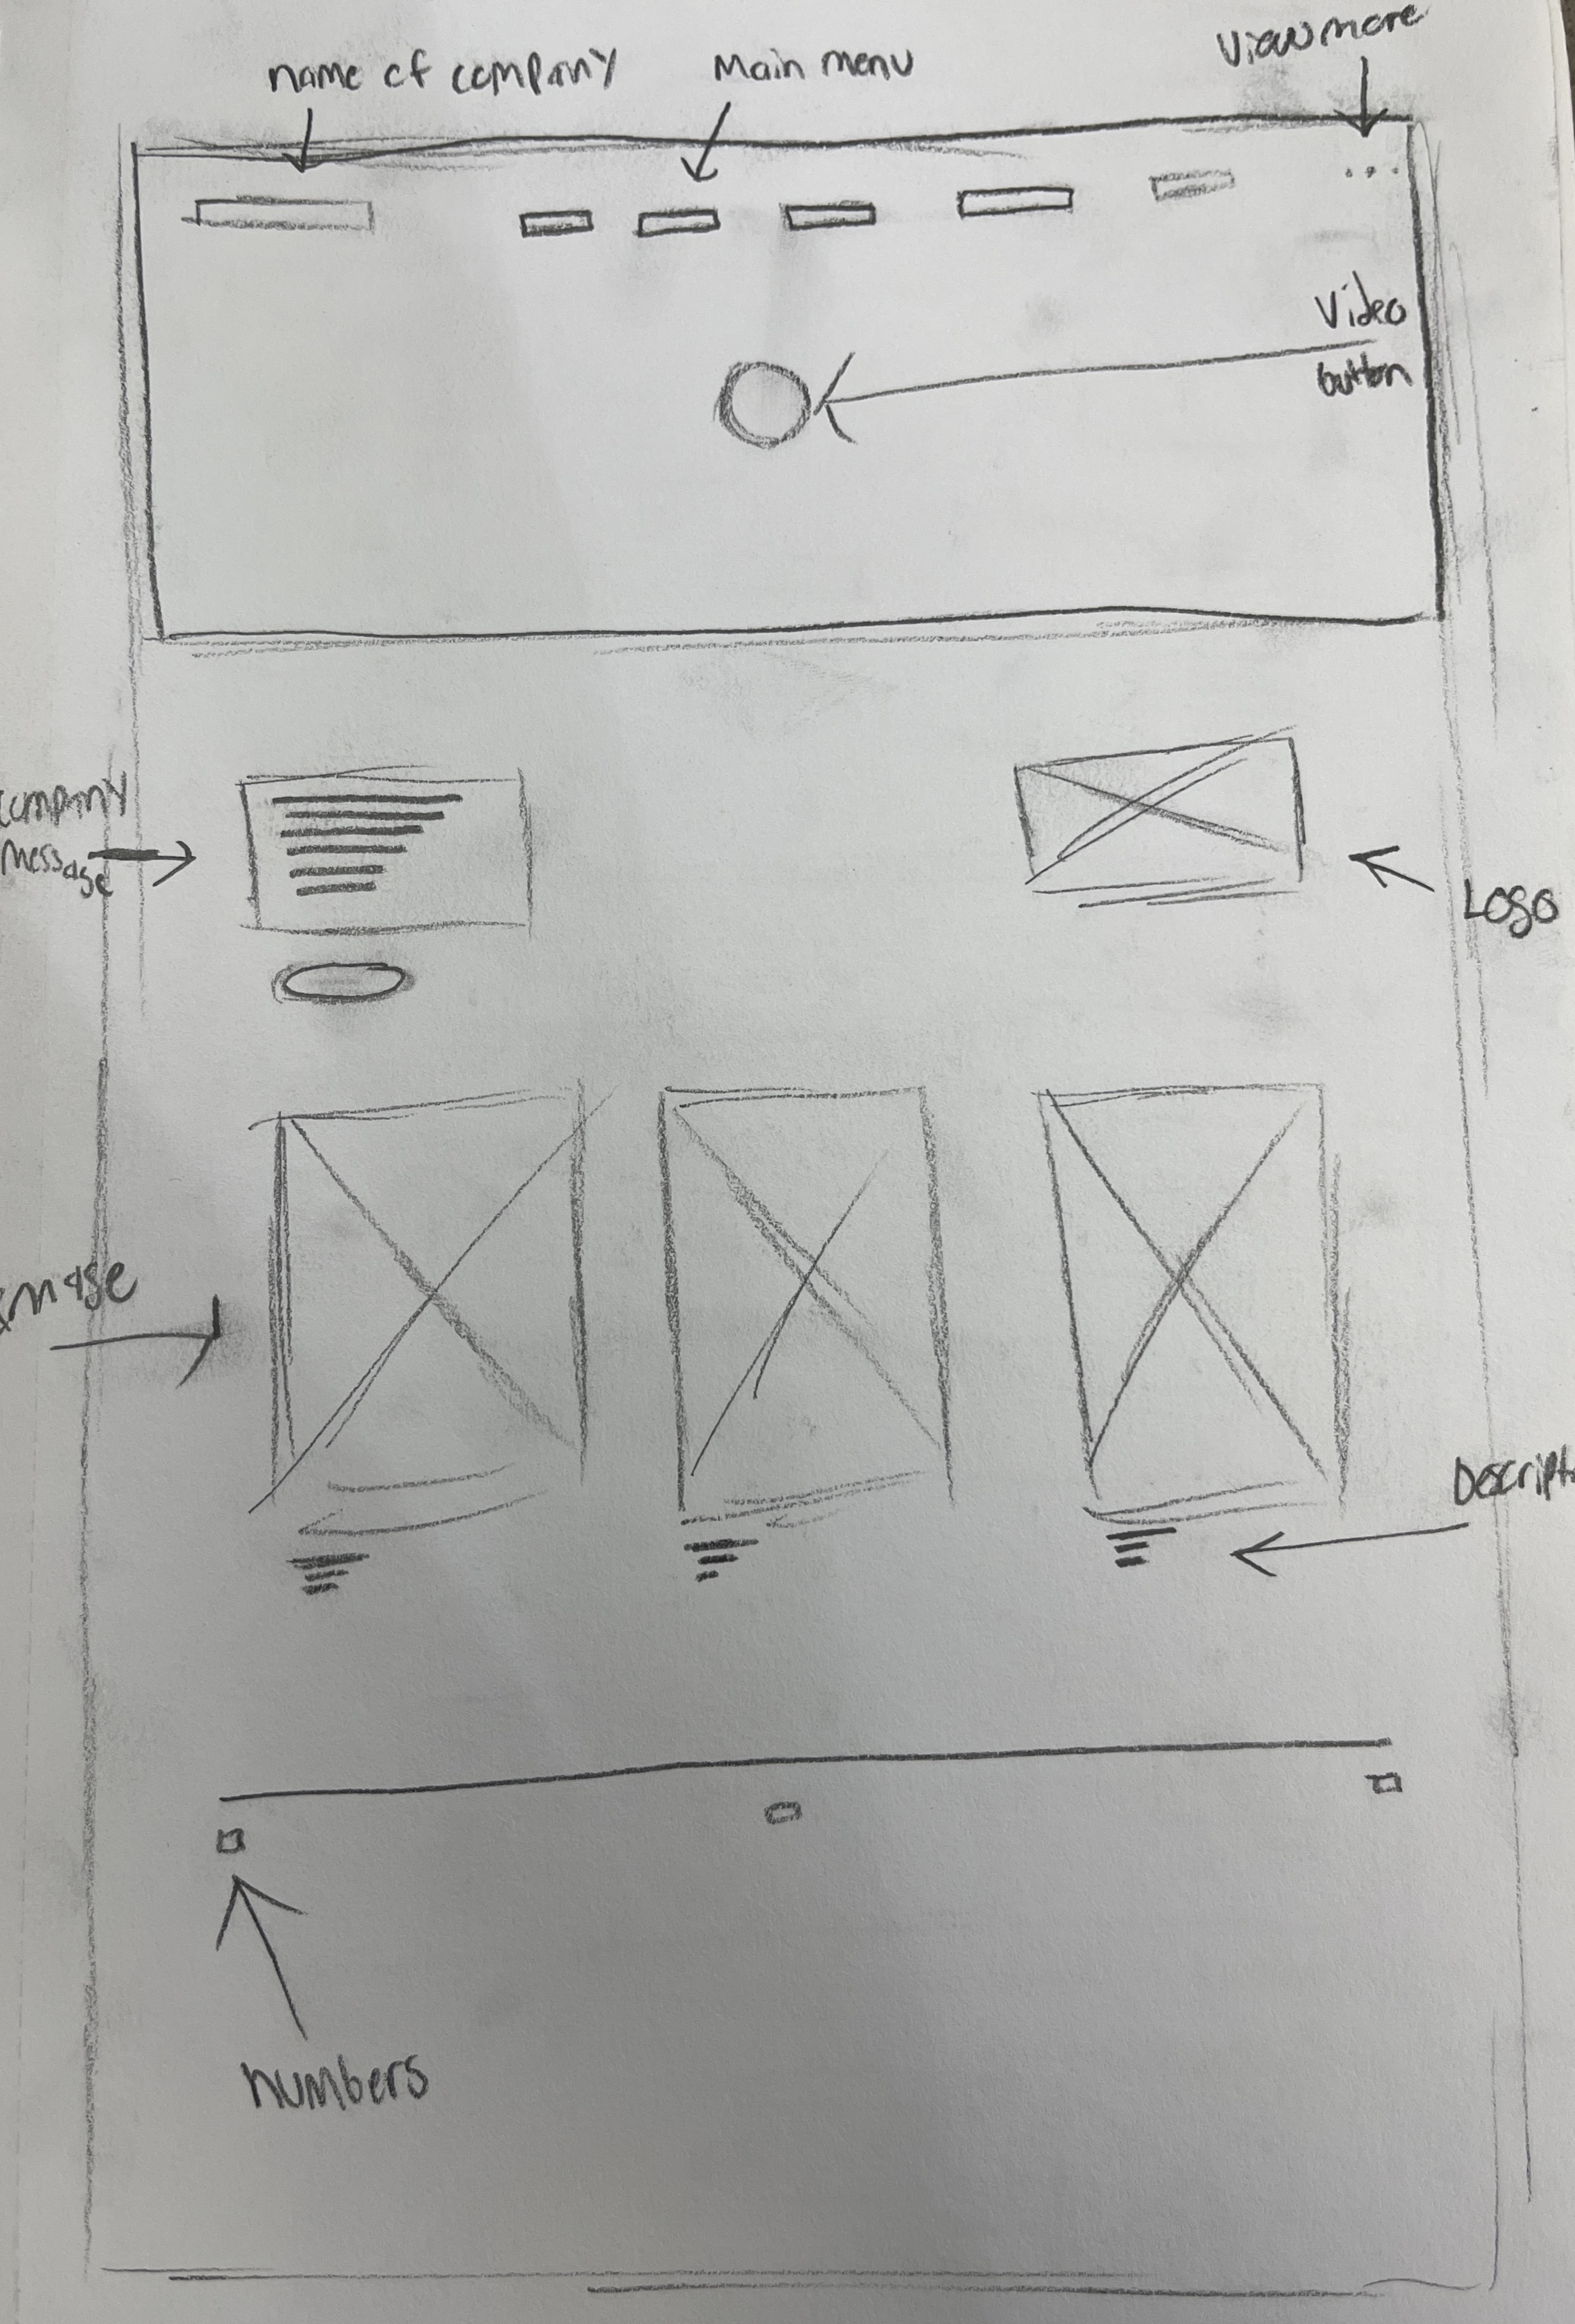 name of company
Main menu
View more
Video
button
company
message
Logo
image
Descript
numbers